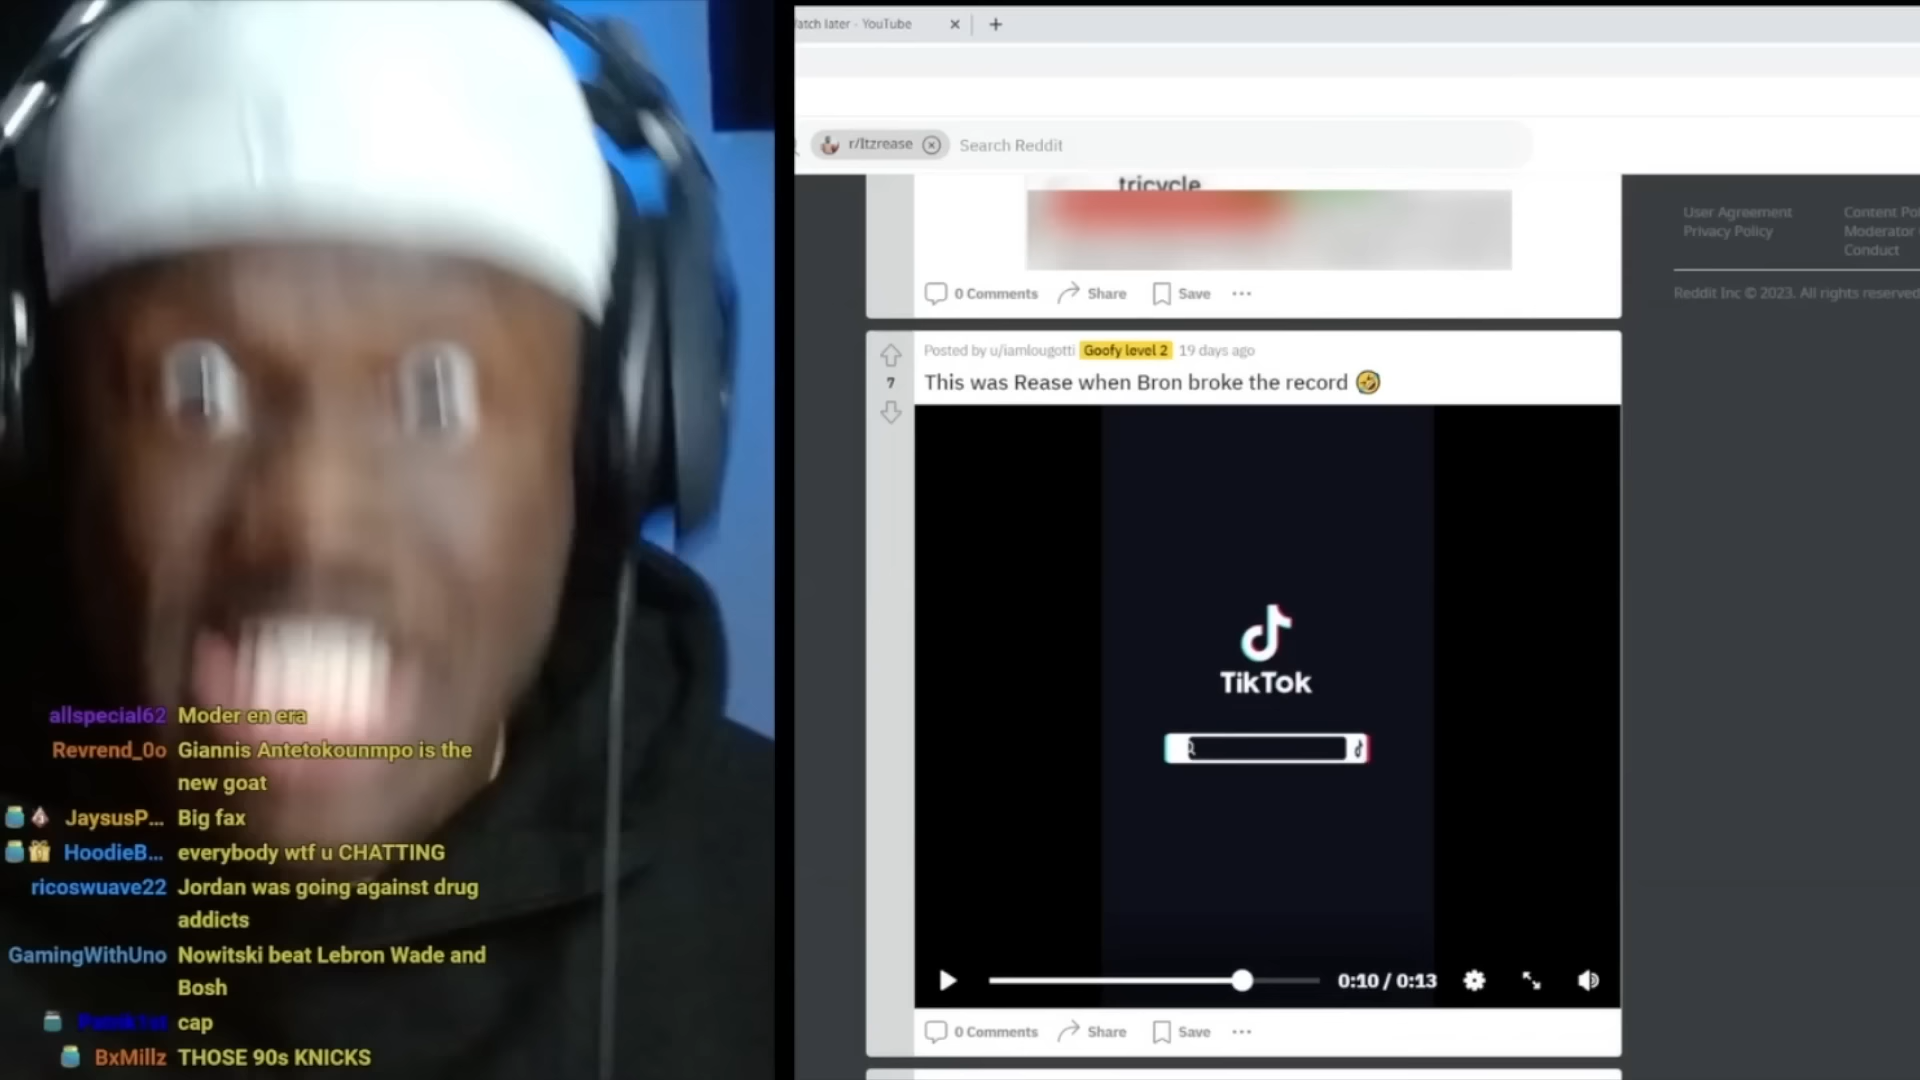 atch later - YouTube
r/Itzrease
Search Reddit
tricycle
0 Comments
Share
Save
User Agreement
Privacy Policy
Content Po
Moderator
Conduct
Reddit Inc © 2023. All rights reserved
Posted by u/iamlougotti Goofy level 2 19 days ago
7
This was Rease when Bron broke the record
TikTok
0:10 / 0:13
0 Comments
Share
Save
allspecial62 Moder en era
Revrend_0o Giannis Antetokounmpo is the
new goat
JaysusP... Big fax
HoodieB... everybody wtf u CHATTING
ricoswuave22 Jordan was going against drug
addicts
GamingWithUno Nowitski beat Lebron Wade and
Bosh
cap
BxMillz THOSE 90s KNICKS